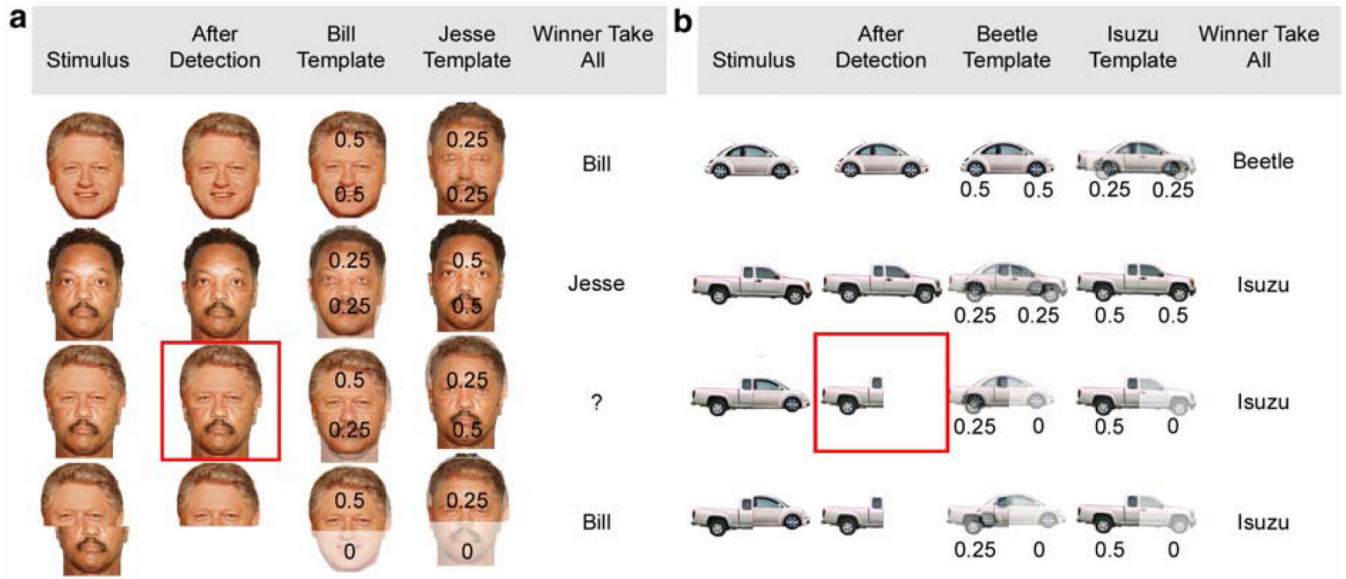 a
Stimulus After Detection Bill Template Jesse Template Winner Take All
0.5 0.25
Bill
0.5 0.25
0.25 0.5
Jesse
0.25 0.5
0.5 0.25
?
0.25 0.5
0.5 0.25
Bill
0 0
b
Stimulus After Detection Beetle Template Isuzu Template Winner Take All
Beetle
0.5 0.5 0.25 0.25
Isuzu
0.25 0.25 0.5 0.5
Isuzu
0.25 0 0.5 0
Isuzu
0.25 0 0.5 0